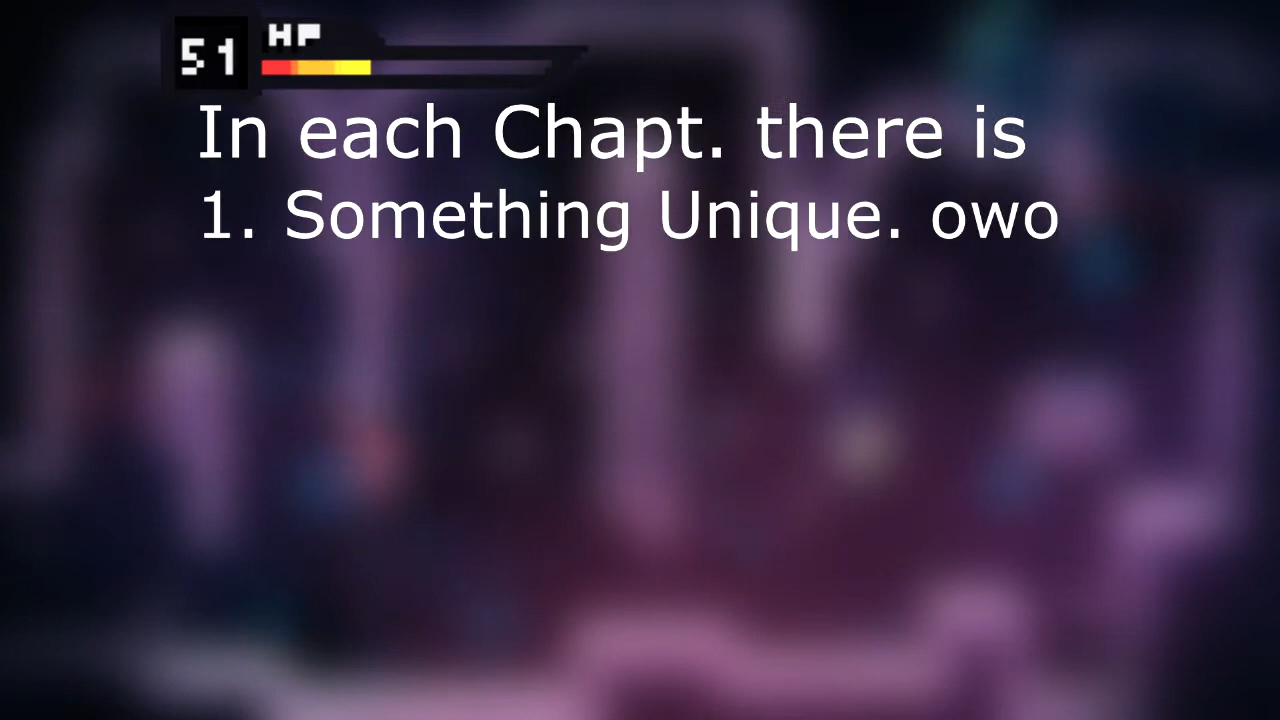 51 HP
In each Chapt. there is
1. Something Unique. owo